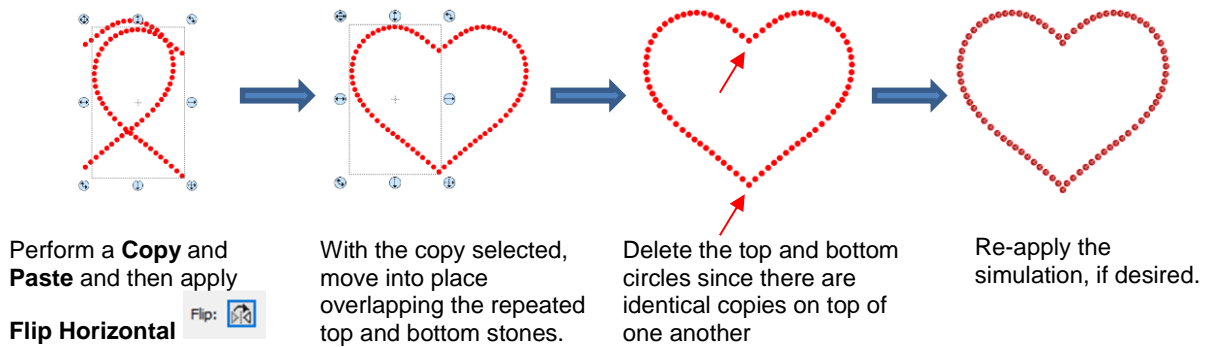 Perform a Copy and
Paste and then apply
Flip Horizontal Flip:
With the copy selected,
move into place
overlapping the repeated
top and bottom stones.
Delete the top and bottom
circles since there are
identical copies on top of
one another
Re-apply the
simulation, if desired.